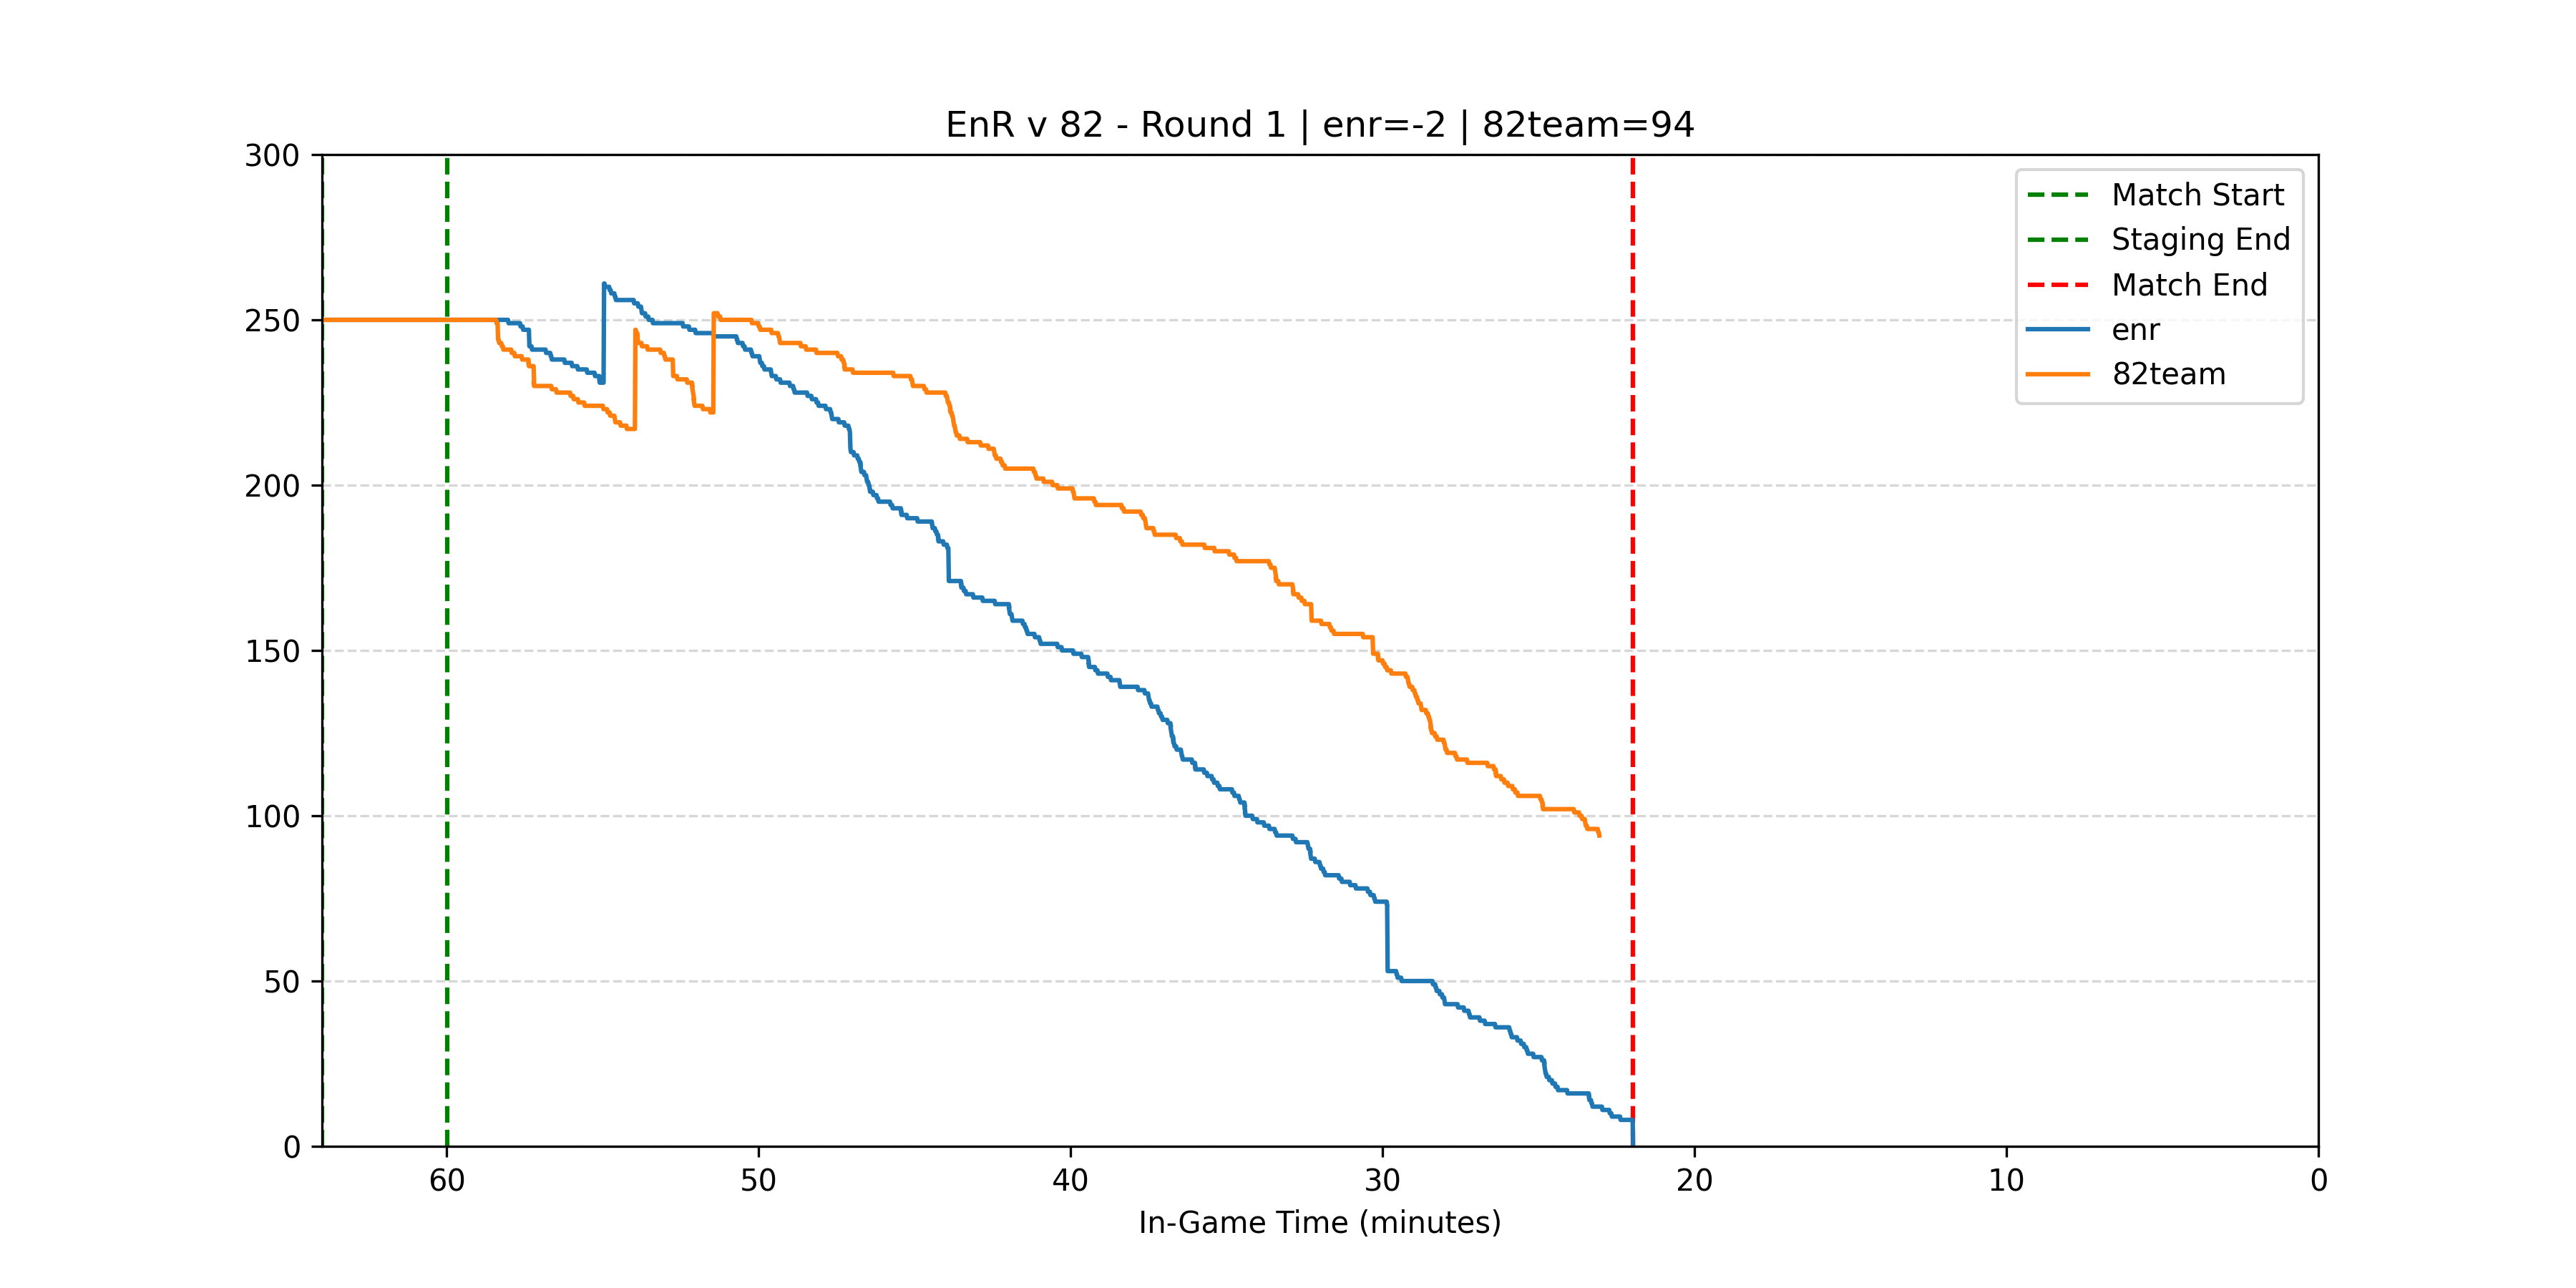 EnR v 82 - Round 1 | enr=-2 | 82team=94
300
250
200
150
100
50
0
Match Start
Staging End
Match End
enr
82team
60
50
40
30
20
10
0
In-Game Time (minutes)